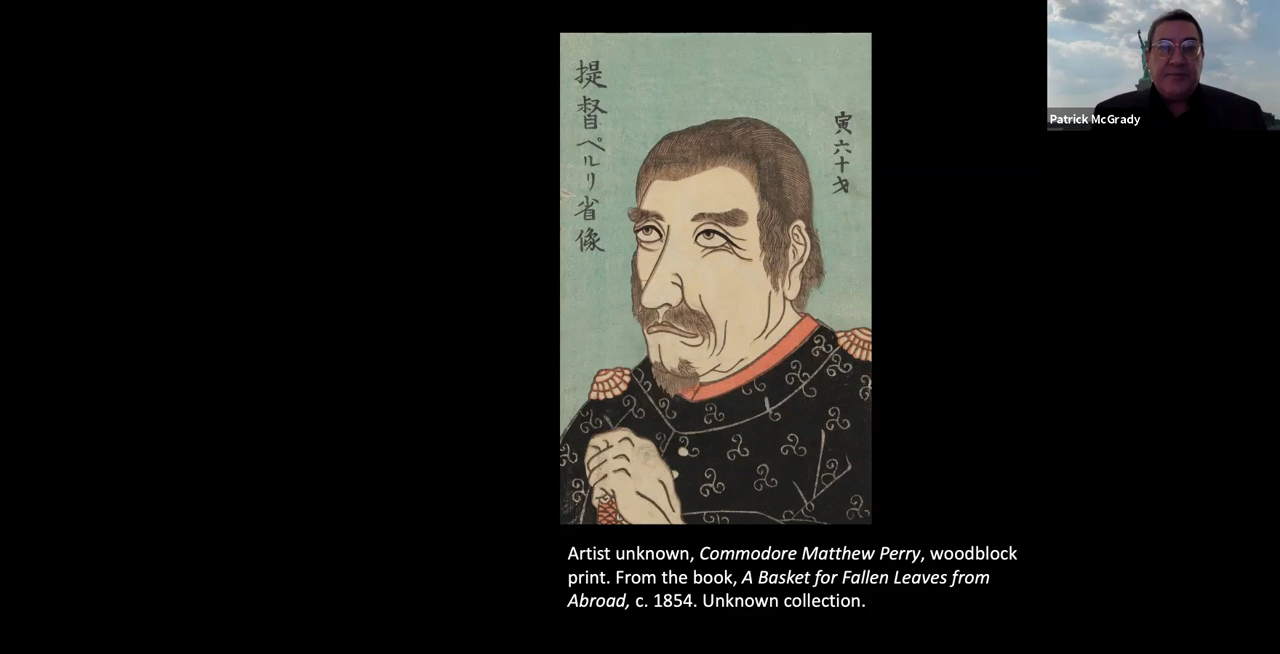 提督ペルリ省像
寅六十才
Patrick McGrady
Artist unknown, Commodore Matthew Perry, woodblock
print. From the book, A Basket for Fallen Leaves from
Abroad, c. 1854. Unknown collection.